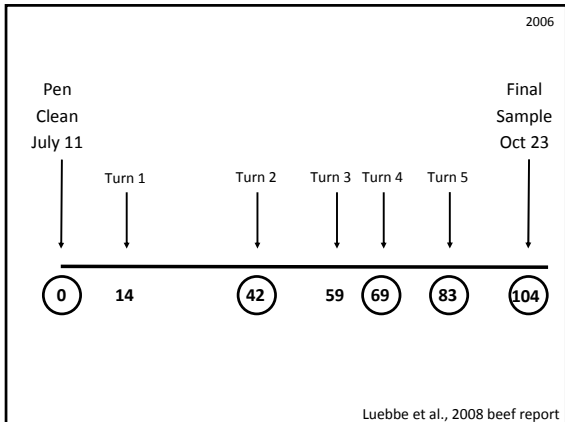 2006
Pen
Clean
July 11
Final
Sample
Oct 23
Turn 1
Turn 2
Turn 3
Turn 4
Turn 5
0
14
42
59
69
83
104
Luebbe et al., 2008 beef report